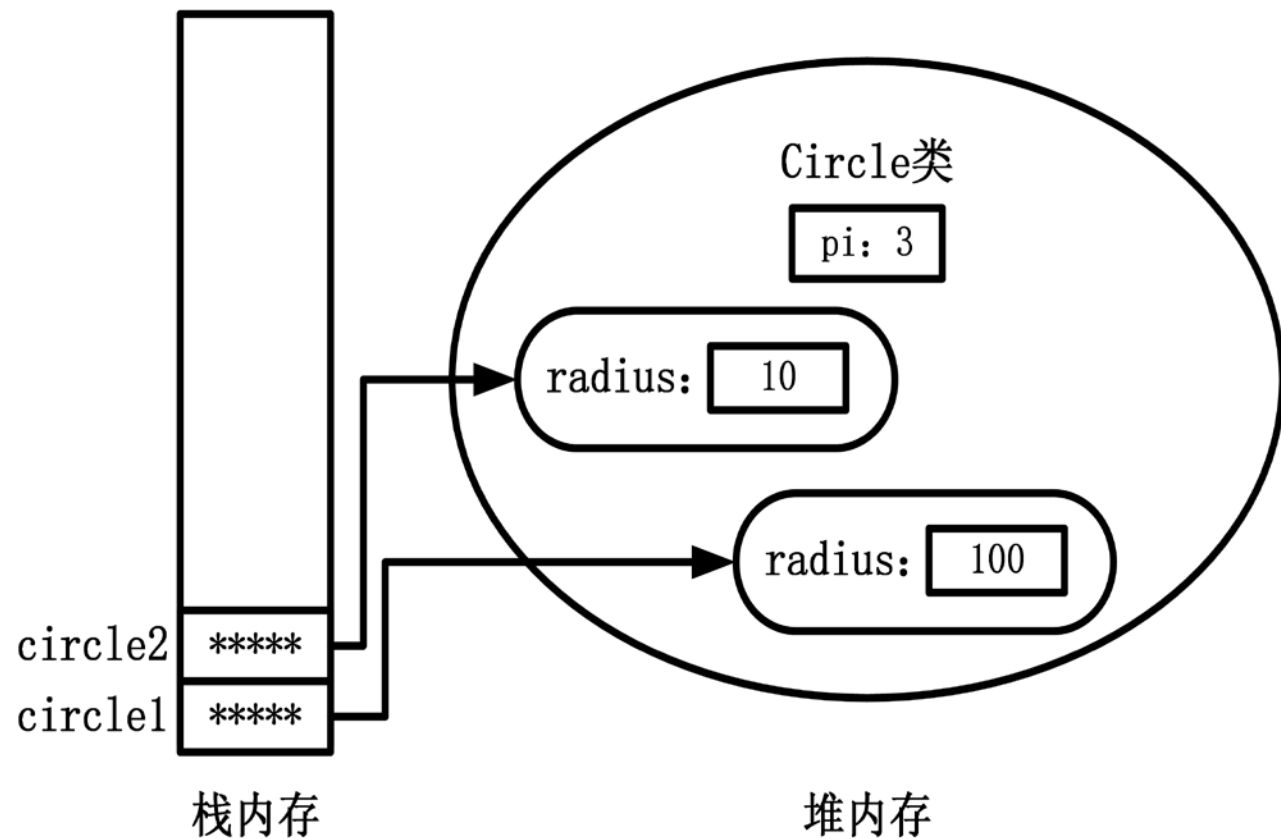 Circle类
pi: 3
radius: 10
radius: 100
circle2 *****
circle1 *****
栈内存
堆内存